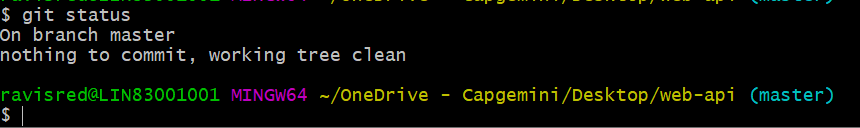 $ git status
On branch master
nothing to commit, working tree clean
ravisred@LIN83001001 MINGW64 ~/OneDrive - Capgemini/Desktop/web-api (master)
$